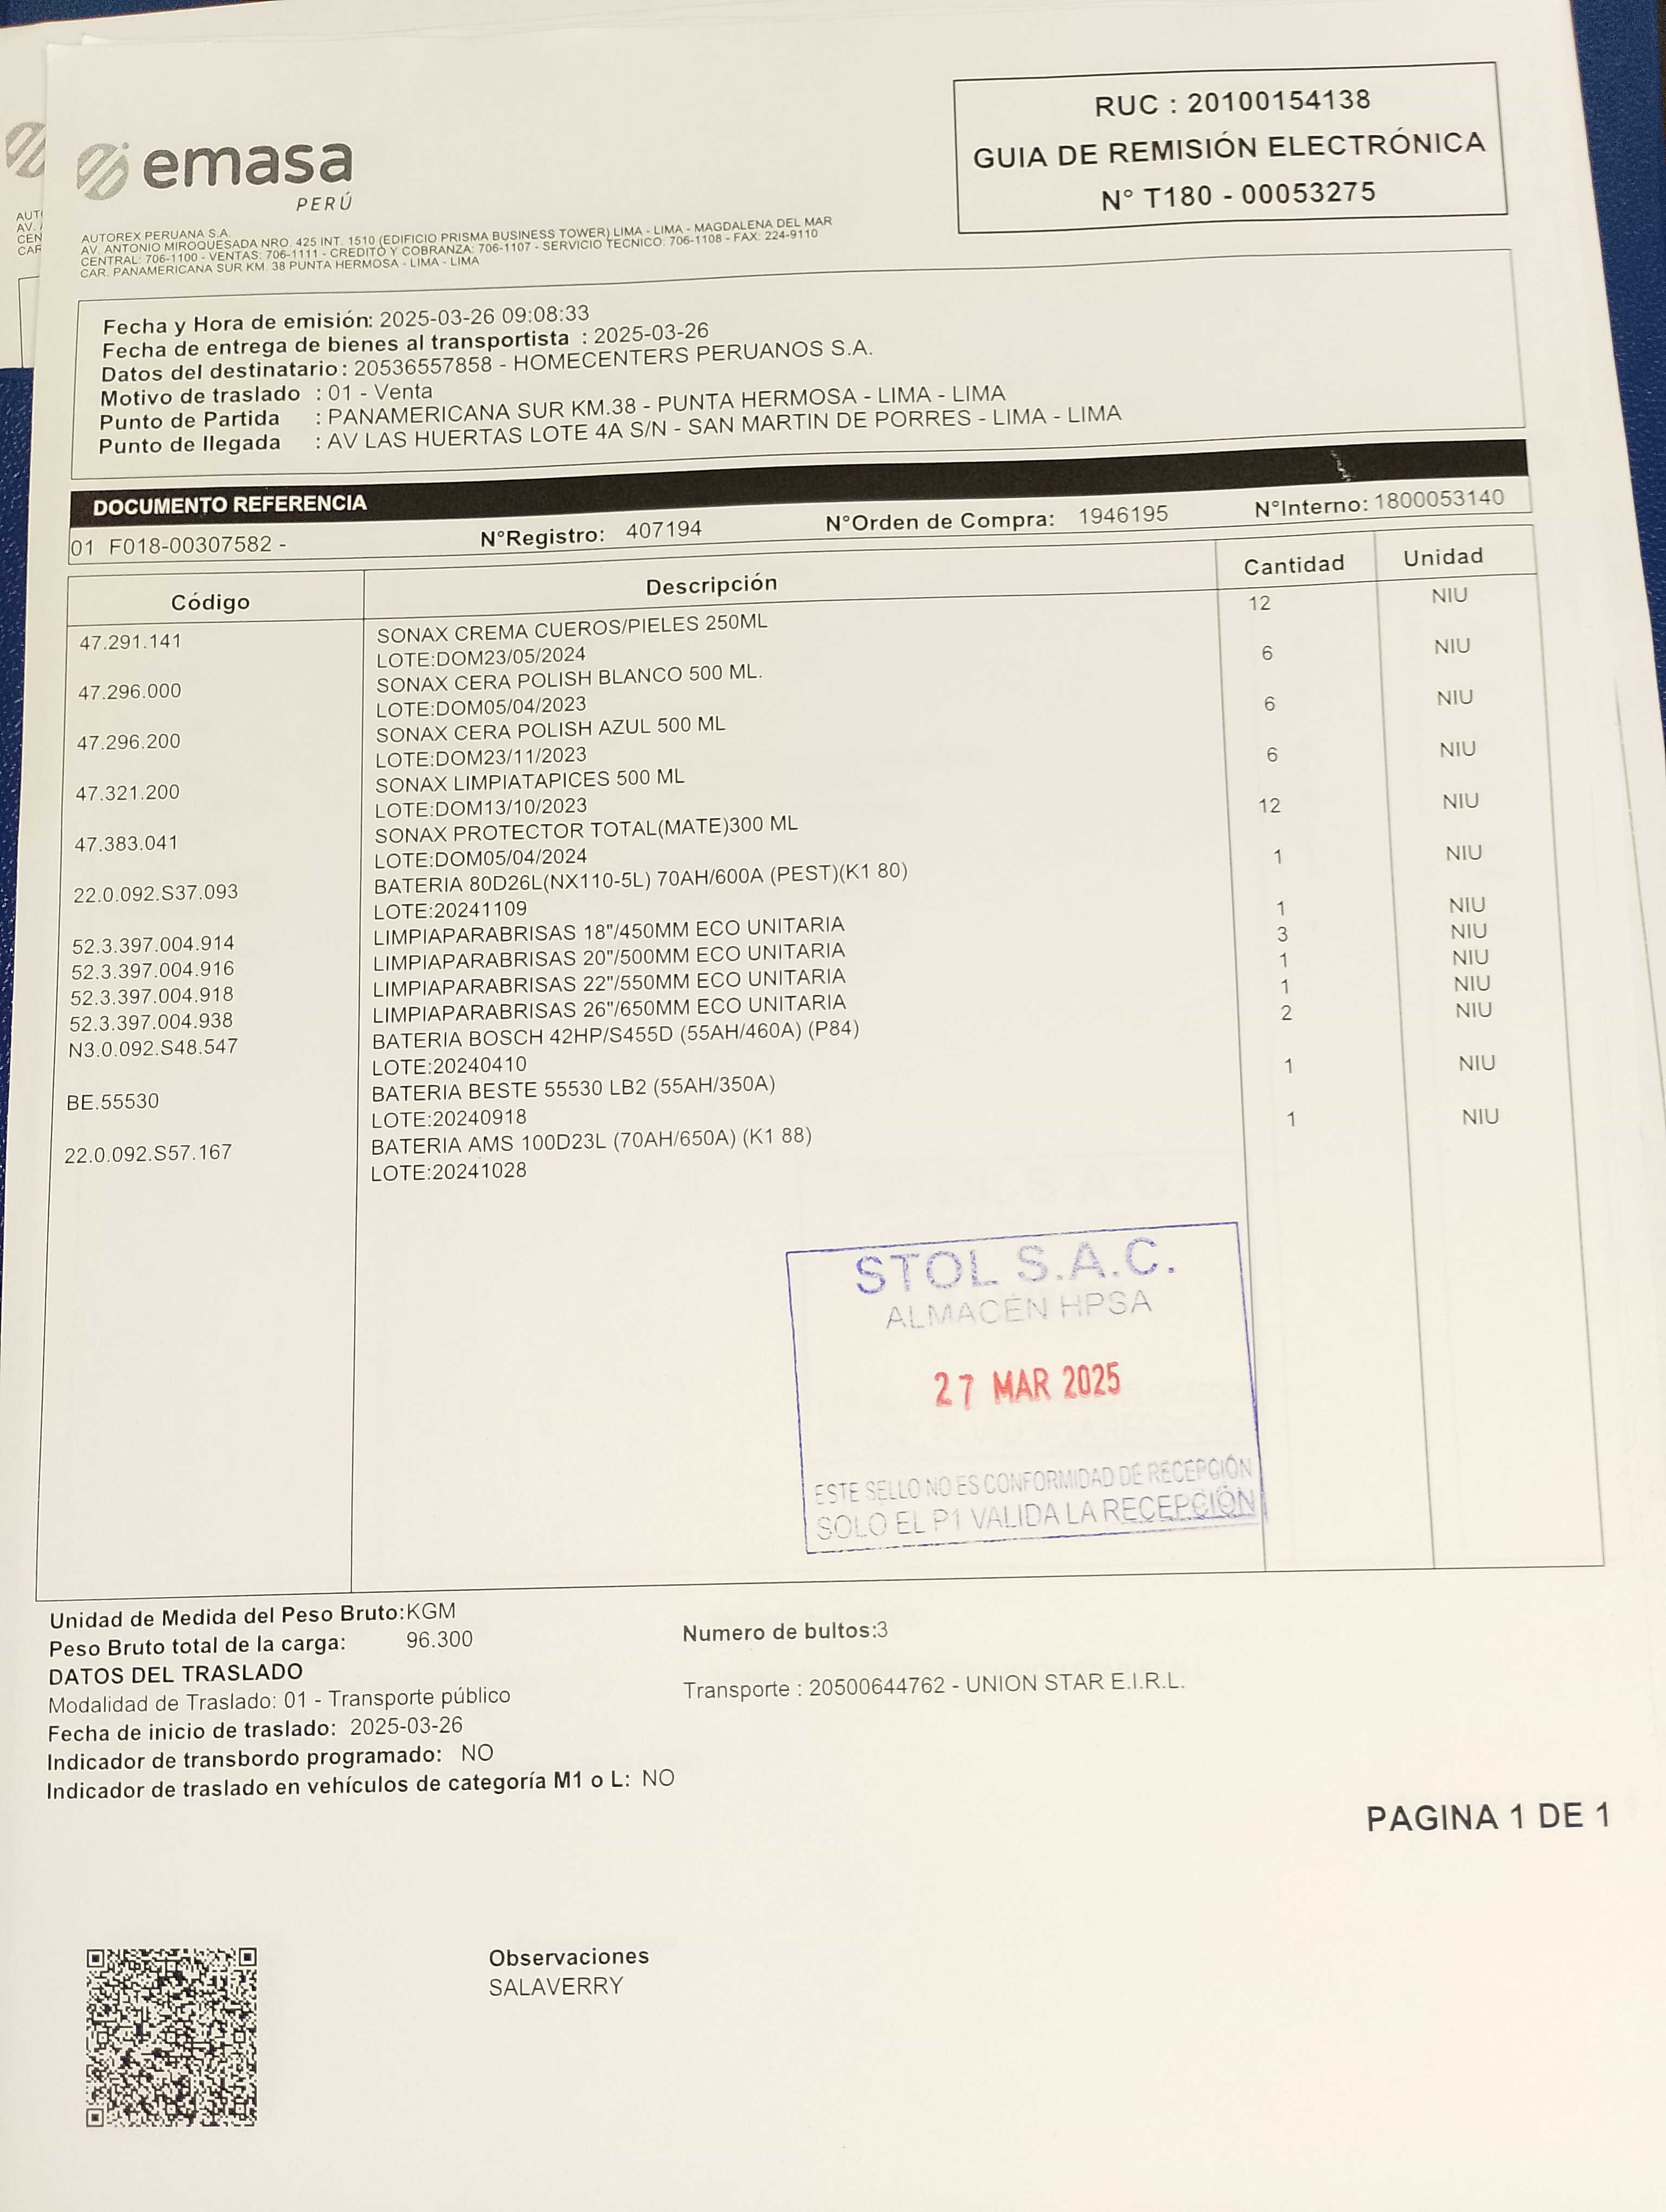 emasa
PERÚ
RUC : 20100154138
GUIA DE REMISIÓN ELECTRÓNICA
N° T180 - 00053275
AUTOREX PERUANA S.A.
AV. ANTONIO MIROQUESADA NRO. 425 INT. 1510 (EDIFICIO PRISMA BUSINESS TOWER) LIMA - LIMA - MAGDALENA DEL MAR
CENTRAL: 706-1100 - VENTAS: 706-1111 - CREDITO Y COBRANZA: 706-1107 - SERVICIO TECNICO: 706-1108 - FAX: 224-9110
CAR. PANAMERICANA SUR KM. 38 PUNTA HERMOSA - LIMA - LIMA
Fecha y Hora de emisión: 2025-03-26 09:08:33
Fecha de entrega de bienes al transportista : 2025-03-26
Datos del destinatario : 20536557858 - HOMECENTERS PERUANOS S.A.
Motivo de traslado : 01 - Venta
Punto de Partida : PANAMERICANA SUR KM.38 - PUNTA HERMOSA - LIMA - LIMA
Punto de llegada : AV LAS HUERTAS LOTE 4A S/N - SAN MARTIN DE PORRES - LIMA - LIMA
DOCUMENTO REFERENCIA
01 F018-00307582 - N°Registro: 407194 N°Orden de Compra: 1946195 N°Interno: 1800053140
Código Descripción Cantidad Unidad
47.291.141 SONAX CREMA CUEROS/PIELES 250ML 12 NIU
LOTE:DOM23/05/2024
47.296.000 SONAX CERA POLISH BLANCO 500 ML. 6 NIU
LOTE:DOM05/04/2023
47.296.200 SONAX CERA POLISH AZUL 500 ML 6 NIU
LOTE:DOM23/11/2023
47.321.200 SONAX LIMPIATAPICES 500 ML 6 NIU
LOTE:DOM13/10/2023
47.383.041 SONAX PROTECTOR TOTAL(MATE)300 ML 12 NIU
LOTE:DOM05/04/2024
22.0.092.S37.093 BATERIA 80D26L(NX110-5L) 70AH/600A (PEST)(K1 80) 1 NIU
LOTE:20241109
52.3.397.004.914 LIMPIAPARABRISAS 18"/450MM ECO UNITARIA 1 NIU
52.3.397.004.916 LIMPIAPARABRISAS 20"/500MM ECO UNITARIA 3 NIU
52.3.397.004.918 LIMPIAPARABRISAS 22"/550MM ECO UNITARIA 1 NIU
52.3.397.004.938 LIMPIAPARABRISAS 26"/650MM ECO UNITARIA 1 NIU
N3.0.092.S48.547 BATERIA BOSCH 42HP/S455D (55AH/460A) (P84) 2 NIU
LOTE:20240410
BE.55530 BATERIA BESTE 55530 LB2 (55AH/350A) 1 NIU
LOTE:20240918
22.0.092.S57.167 BATERIA AMS 100D23L (70AH/650A) (K1 88) 1 NIU
LOTE:20241028
STOL S.A.C.
ALMACÉN HPSA
27 MAR 2025
ESTE SELLO NO ES CONFORMIDAD DE RECEPCIÓN
SOLO EL P1 VALIDA LA RECEPCIÓN
Unidad de Medida del Peso Bruto:KGM
Peso Bruto total de la carga: 96.300 Numero de bultos:3
DATOS DEL TRASLADO
Modalidad de Traslado: 01 - Transporte público Transporte : 20500644762 - UNION STAR E.I.R.L.
Fecha de inicio de traslado: 2025-03-26
Indicador de transbordo programado: NO
Indicador de traslado en vehículos de categoría M1 o L: NO
PAGINA 1 DE 1
Observaciones
SALAVERRY